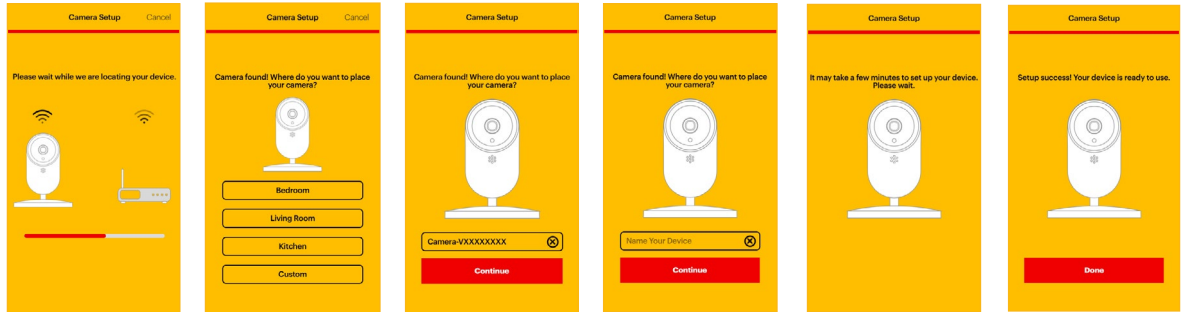 Camera Setup
Cancel
Please wait while we are locating your device.
Camera Setup
Cancel
Camera found! Where do you want to place
your camera?
Bedroom
Living Room
Kitchen
Custom
Camera Setup
Camera found! Where do you want to place
your camera?
Camera-VXXXXXXXX
Continue
Camera Setup
Camera found! Where do you want to place
your camera?
Name Your Device
Continue
Camera Setup
It may take a few minutes to set up your device.
Please wait.
Camera Setup
Setup success! Your device is ready to use.
Done